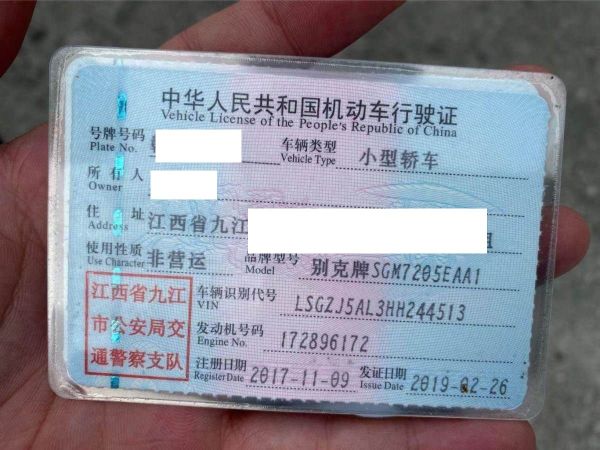 中华人民共和国机动车行驶证
Vehicle License of the People's Republic of China
号牌号码 Plate No. 车辆类型 Vehicle Type 小型轿车
所有人 Owner
住址 Address 江西省九江 组
使用性质 Use Character 非营运 品牌型号 Model 别克牌SGM7205EAA1
江西省九江
市公安局交
通警察支队
车辆识别代号 VIN LSGZJ5AL3HH244513
发动机号码 Engine No. 172896172
注册日期 Register Date 2017-11-09 发证日期 Issue Date 2019-02-26